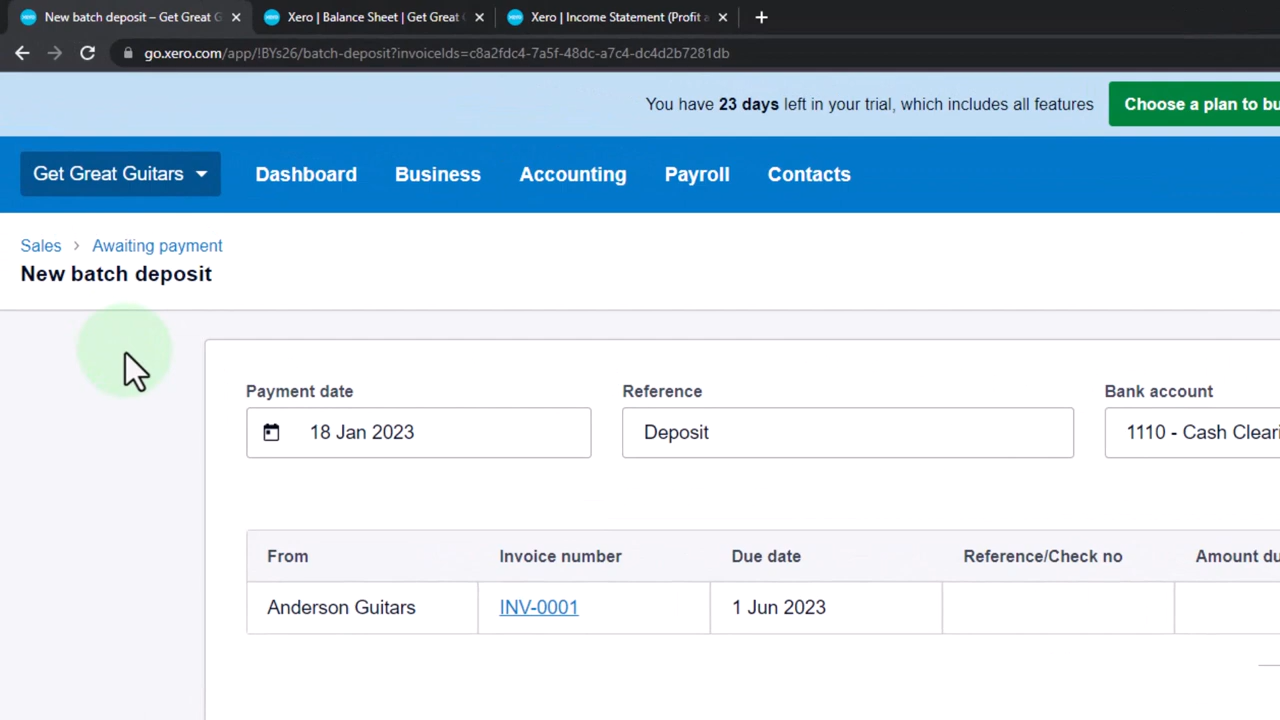 New batch deposit – Get Great G
Xero | Balance Sheet | Get Great
Xero | Income Statement (Profit a
go.xero.com/app/!BYs26/batch-deposit?invoiceIds=c8a2fdc4-7a5f-48dc-a7c4-dc4d2b7281db
You have 23 days left in your trial, which includes all features
Choose a plan to bu
Get Great Guitars Dashboard Business Accounting Payroll Contacts
Sales > Awaiting payment
New batch deposit
Payment date Reference Bank account
18 Jan 2023 Deposit 1110 - Cash Cleari
From Invoice number Due date Reference/Check no Amount du
Anderson Guitars INV-0001 1 Jun 2023